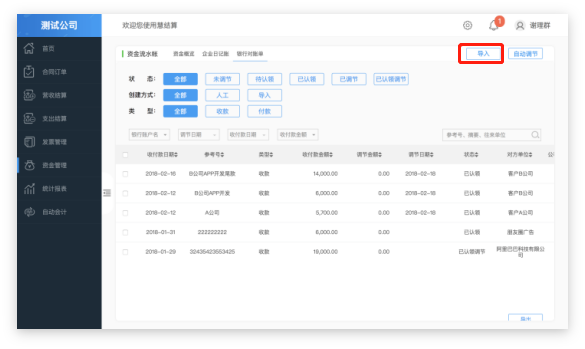 测试公司
欢迎您使用慧结算
1
谢瑾群
首页
合同订单
营收结算
支出结算
发票管理
资金管理
统计报表
自动会计
资金流水账 资金概览 企业日记账 银行对账单
导入 自动调节
状 态： 全部 未调节 待认领 已认领 已调节 已认领调节
创建方式： 全部 人工 导入
类 型： 全部 收款 付款
银行账户名 调节日期 - 收付款日期 - 收付款金额 参考号、摘要、往来单位
收付款日期 参考号 类型 收付款金额 调节金额 调节日期 状态 对方单位
2018-02-16 B公司APP开发尾款 收款 14,000.00 0.00 2018-02-16 已认领 客户B公司
2018-02-12 B公司APP开发 收款 6,000.00 0.00 2018-02-18 已认领 客户B公司
2018-02-12 A公司 收款 5,700.00 0.00 2018-02-18 已认领 客户A公司
2018-01-31 222222222 收款 6,000.00 0.00 已认领 朋友圈广告
2018-01-29 32435423553425 收款 18,000.00 0.00 已认领调节 阿里巴巴科技有限公司
导出